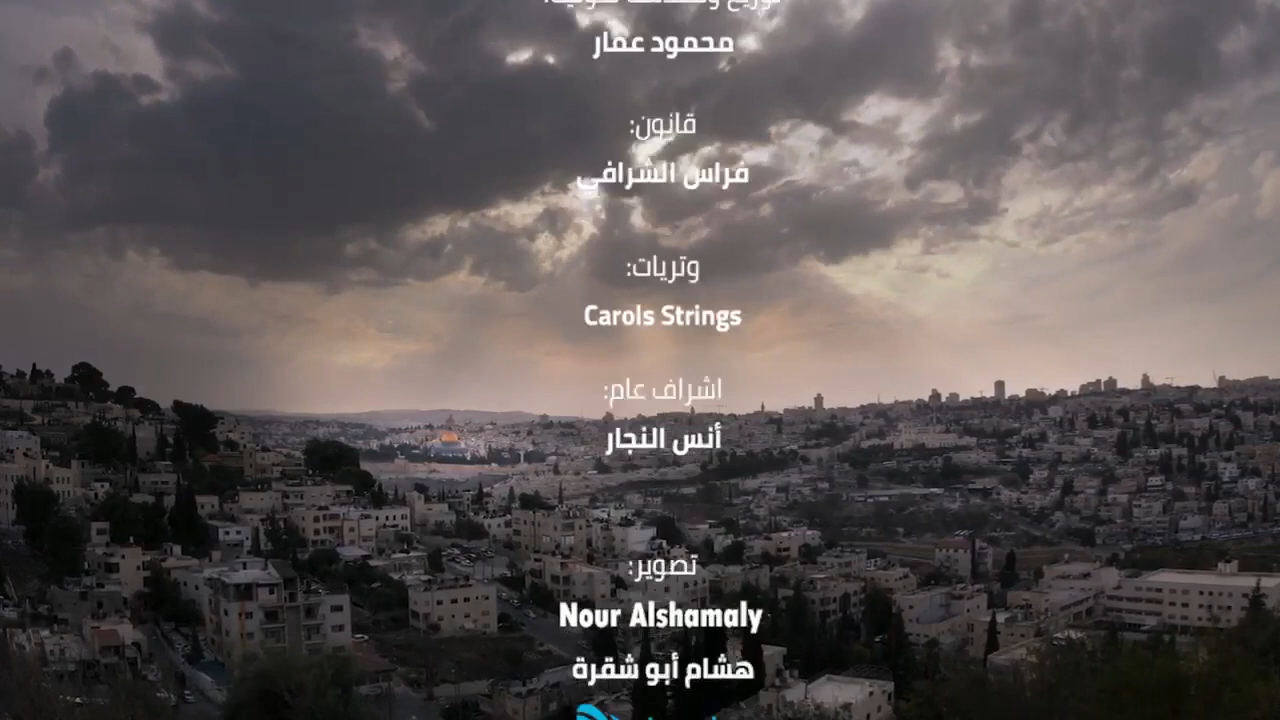 محمود عمار
قانون:
فراس الشرافي
وتريات:
Carols Strings
اشراف عام:
أنس النجار
تصوير:
Nour Alshamaly
هشام أبو شقرة